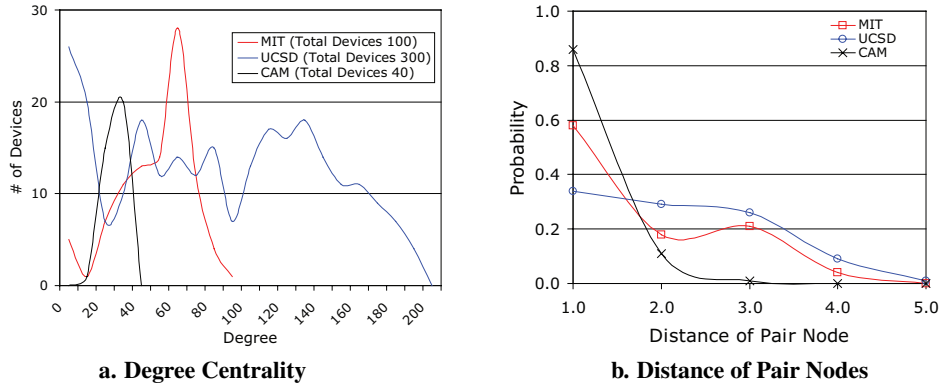 30
20
10
0
# of Devices
MIT (Total Devices 100)
UCSD (Total Devices 300)
CAM (Total Devices 40)
0 20 40 60 80 100 120 140 160 180 200
Degree
a. Degree Centrality
1.0
0.8
0.6
0.4
0.2
0.0
Probability
MIT
UCSD
CAM
1.0 2.0 3.0 4.0 5.0
Distance of Pair Node
b. Distance of Pair Nodes